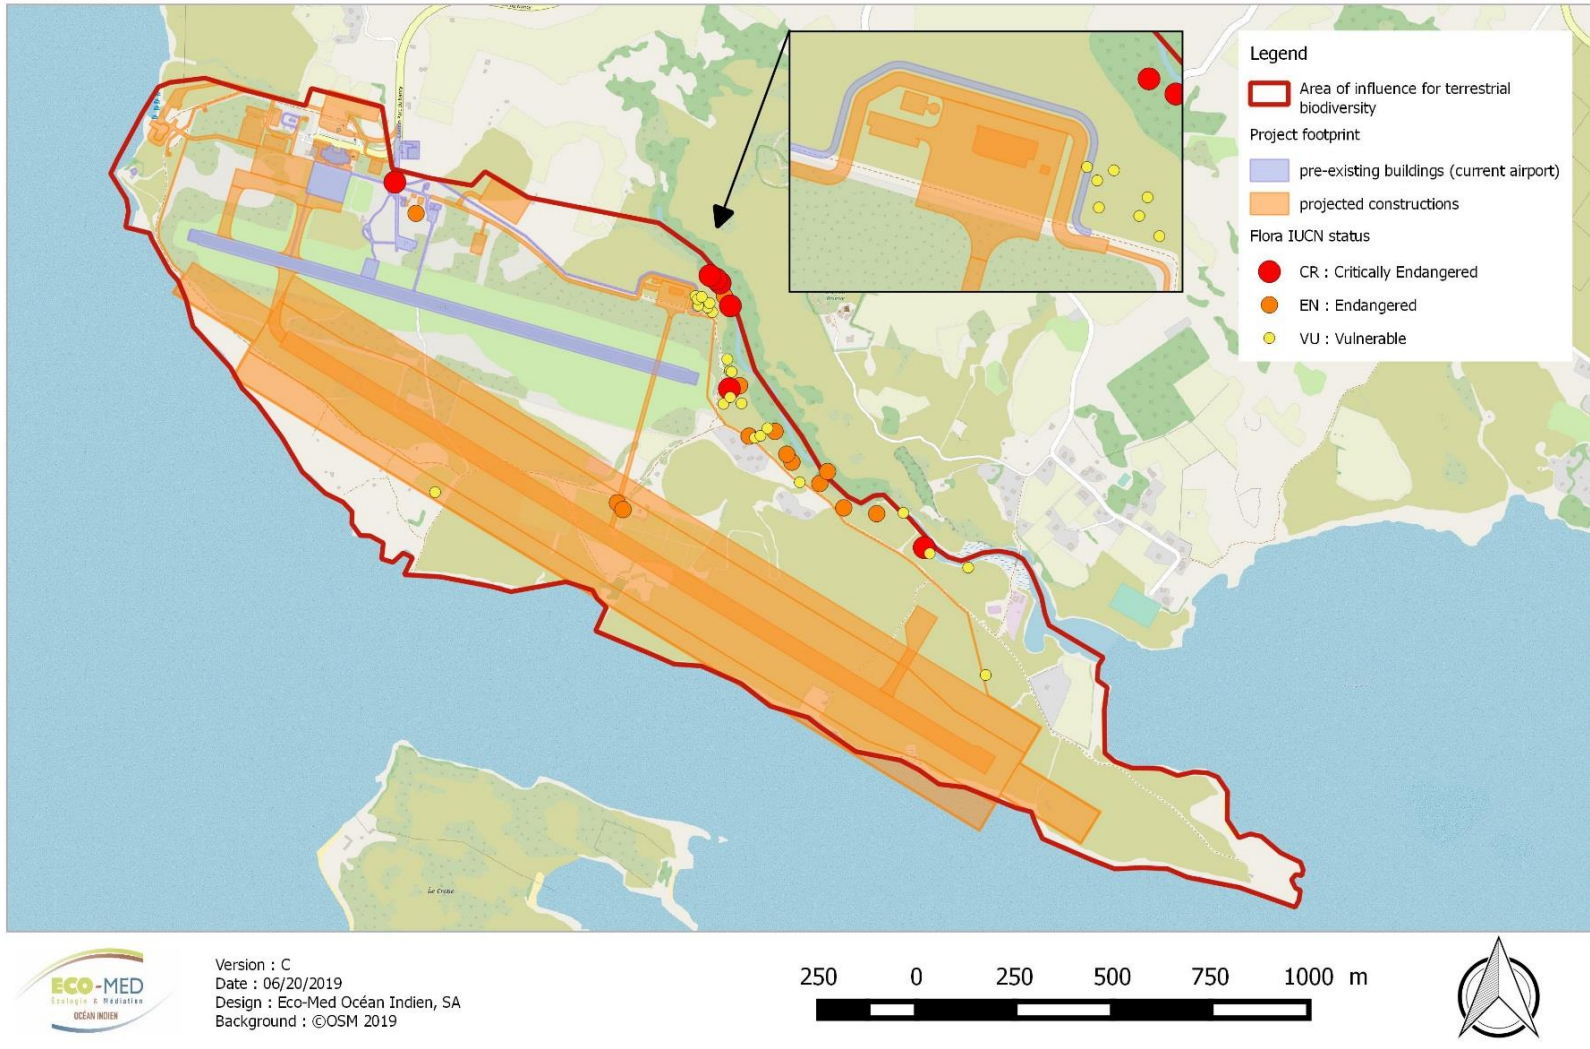 Legend
Area of influence for terrestrial
biodiversity
Project footprint
pre-existing buildings (current airport)
projected constructions
Flora IUCN status
CR : Critically Endangered
EN : Endangered
VU : Vulnerable
ECO-MED
Écologie & Médiation
OCÉAN INDIEN
Version : C
Date : 06/20/2019
Design : Eco-Med Océan Indien, SA
Background : ©OSM 2019
250 0 250 500 750 1000 m